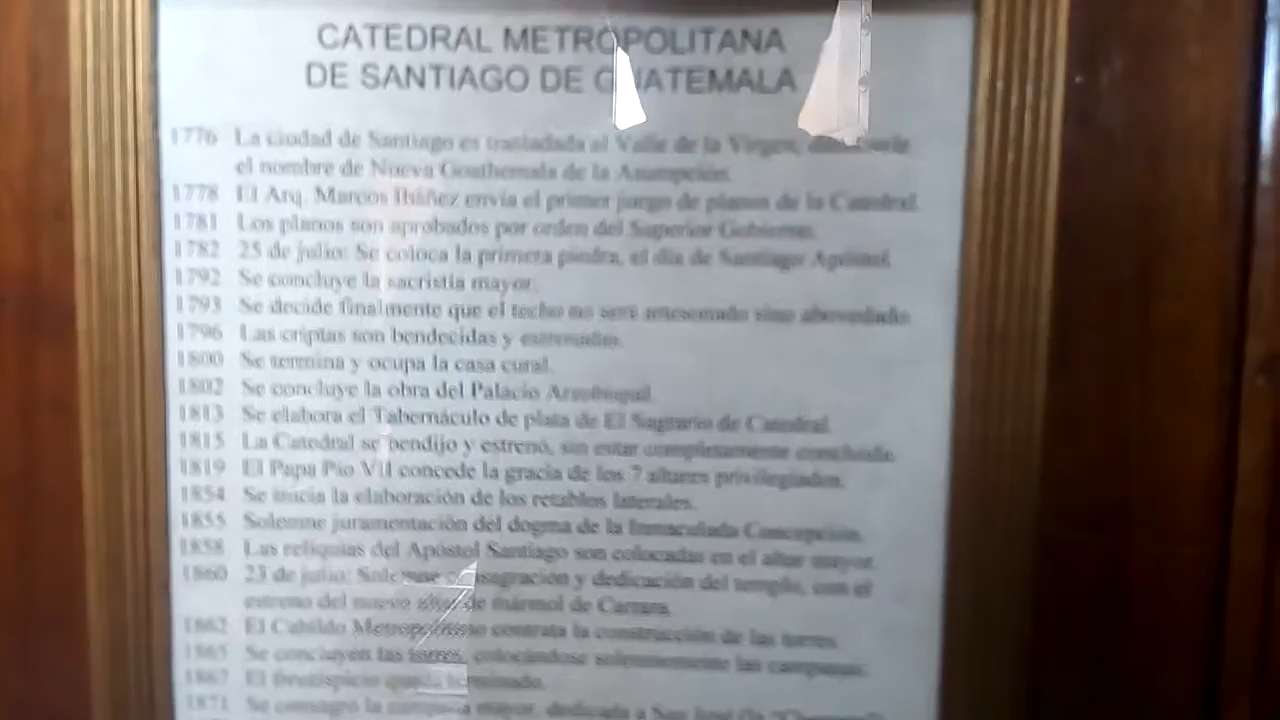 CATEDRAL METROPOLITANA
DE SANTIAGO DE GUATEMALA
1776 La ciudad de Santiago es trasladada al Valle de la Virgen,
el nombre de Nueva Guathemala de la Asunción.
1778 El Arq. Marcos Ibáñez envía el primer juego de planos de la Catedral.
1781 Los planos son aprobados por orden del Superior Gobierno.
1782 25 de julio: Se coloca la primera piedra, el día de Santiago Apóstol.
1792 Se concluye la sacristía mayor.
1793 Se decide finalmente que el techo no será artesonado sino abovedado.
1796 Las criptas son bendecidas y estrenadas.
1800 Se termina y ocupa la casa cural.
1802 Se concluye la obra del Palacio Arzobispal.
1813 Se elabora el Tabernáculo de plata de El Sagrario de Catedral.
1815 La Catedral se bendijo y estrenó, sin estar completamente concluida.
1819 El Papa Pío VII concede la gracia de los 7 altares privilegiados.
1854 Se inicia la elaboración de los retablos laterales.
1855 Solemne juramentación del dogma de la Inmaculada Concepción.
1858 Las reliquias del Apóstol Santiago son colocadas en el altar mayor.
1860 23 de julio: Solemne consagración y dedicación del templo, con el
estreno del nuevo altar de mármol de Carrara.
1862 El Cabildo Metropolitano contrata la construcción de las torres.
1865 Se concluyen las torres, colocándose solemnemente las campanas.
1867 El frontispicio queda terminado.
1871 Se consagró la campana mayor, dedicada a San José